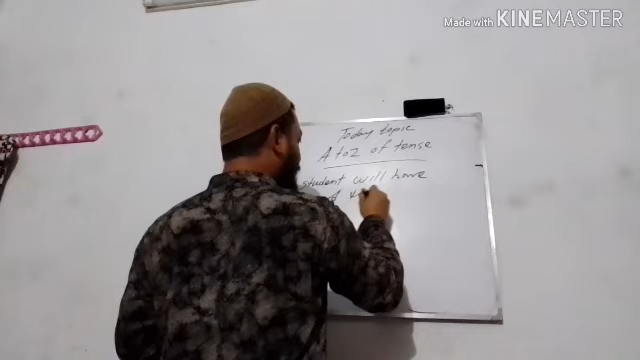 Made with KINEMASTER
Today topic
A to Z of tense
student will have